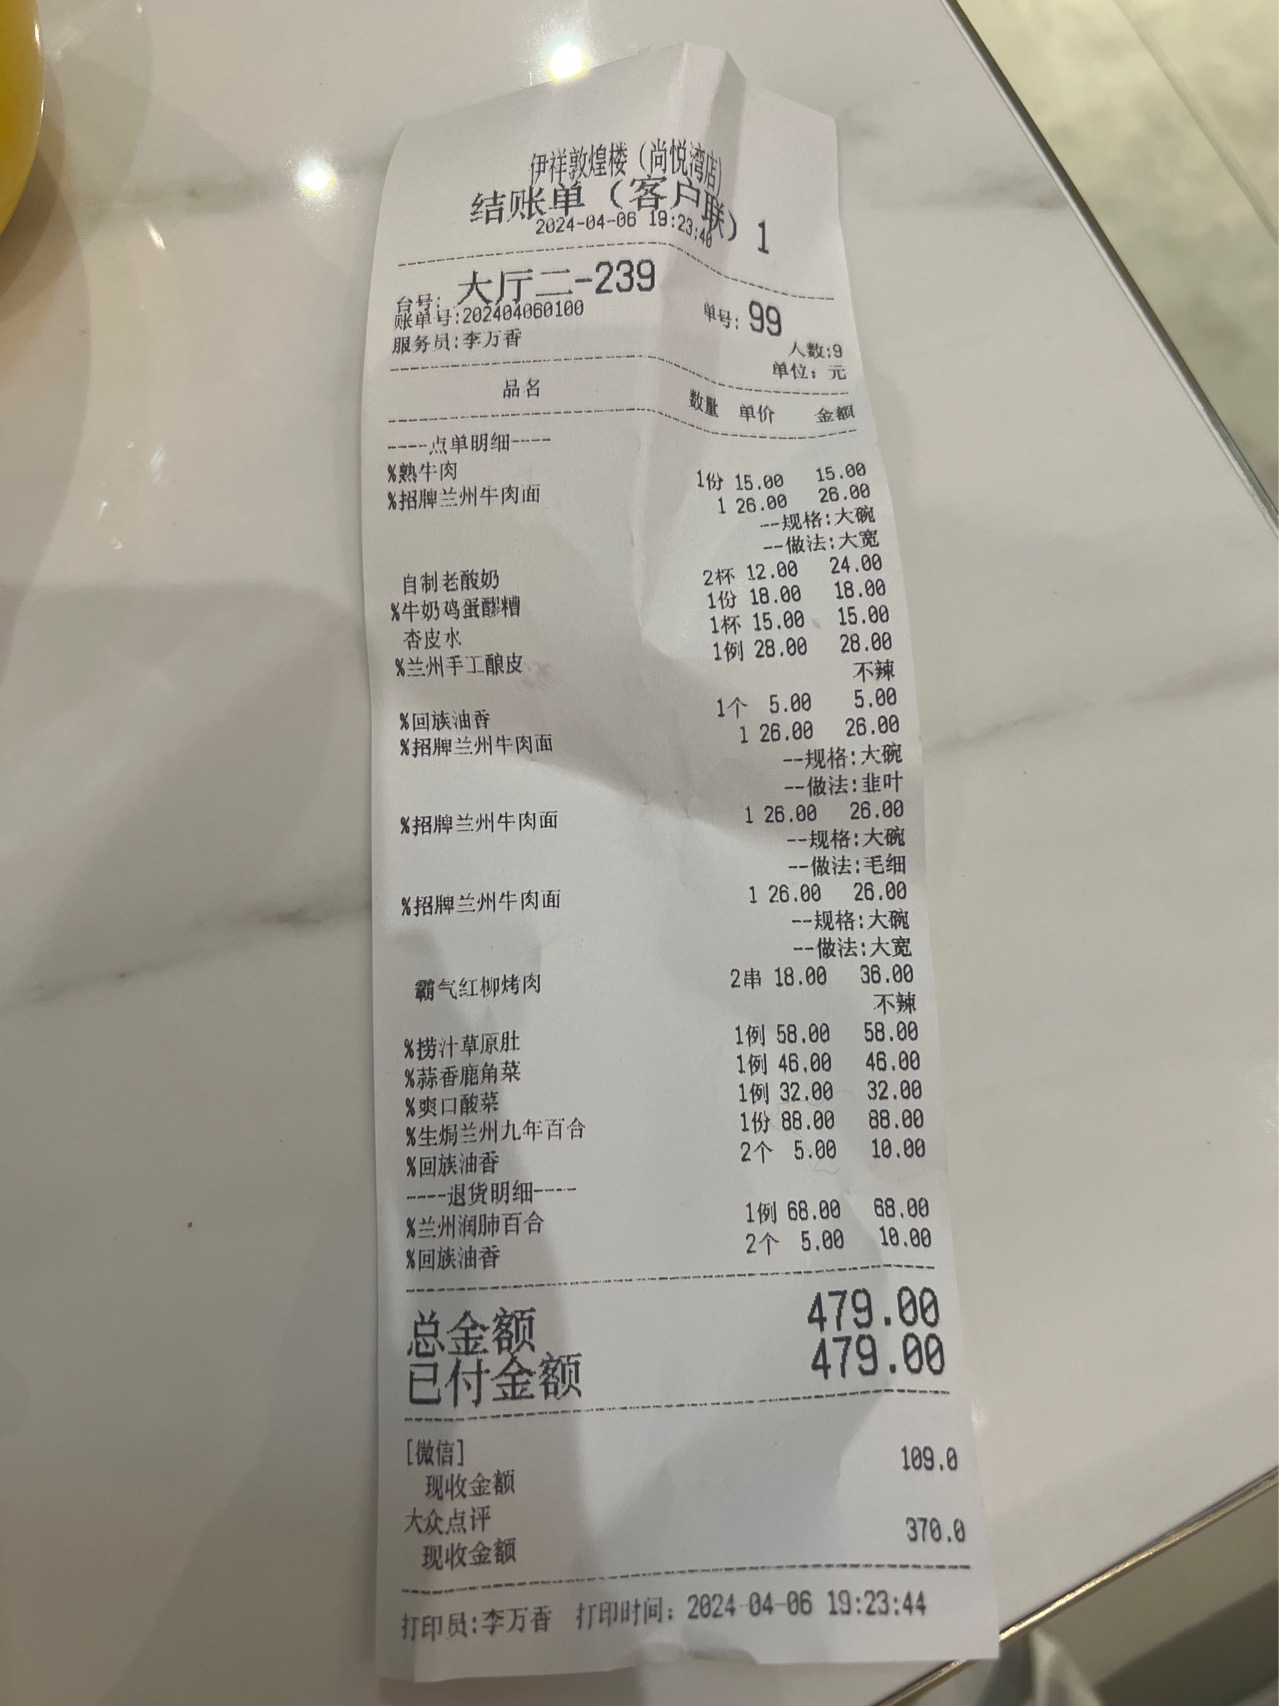 伊祥敦煌楼（尚悦湾店）
结账单（客户联）1
2024-04-06 19:23:40
台号: 大厅二-239
账单号:202404060100 单号: 99
服务员:李万香 人数:9
单位: 元
品名 数量 单价 金额
----点单明细----
%熟牛肉 1份 15.00 15.00
%招牌兰州牛肉面 1 26.00 26.00
--规格:大碗
--做法:大宽
自制老酸奶 2杯 12.00 24.00
%牛奶鸡蛋醪糟 1份 18.00 18.00
杏皮水 1杯 15.00 15.00
%兰州手工酿皮 1例 28.00 28.00
不辣
%回族油香 1个 5.00 5.00
%招牌兰州牛肉面 1 26.00 26.00
--规格:大碗
--做法:韭叶
%招牌兰州牛肉面 1 26.00 26.00
--规格:大碗
--做法:毛细
%招牌兰州牛肉面 1 26.00 26.00
--规格:大碗
--做法:大宽
霸气红柳烤肉 2串 18.00 36.00
不辣
%捞汁草原肚 1例 58.00 58.00
%蒜香鹿角菜 1例 46.00 46.00
%爽口酸菜 1例 32.00 32.00
%生焗兰州九年百合 1份 88.00 88.00
%回族油香 2个 5.00 10.00
----退货明细----
%兰州润肺百合 1例 68.00 68.00
%回族油香 2个 5.00 10.00
总金额 479.00
已付金额 479.00
[微信]
现收金额 109.0
大众点评
现收金额 370.0
打印员:李万香 打印时间: 2024-04-06 19:23:44